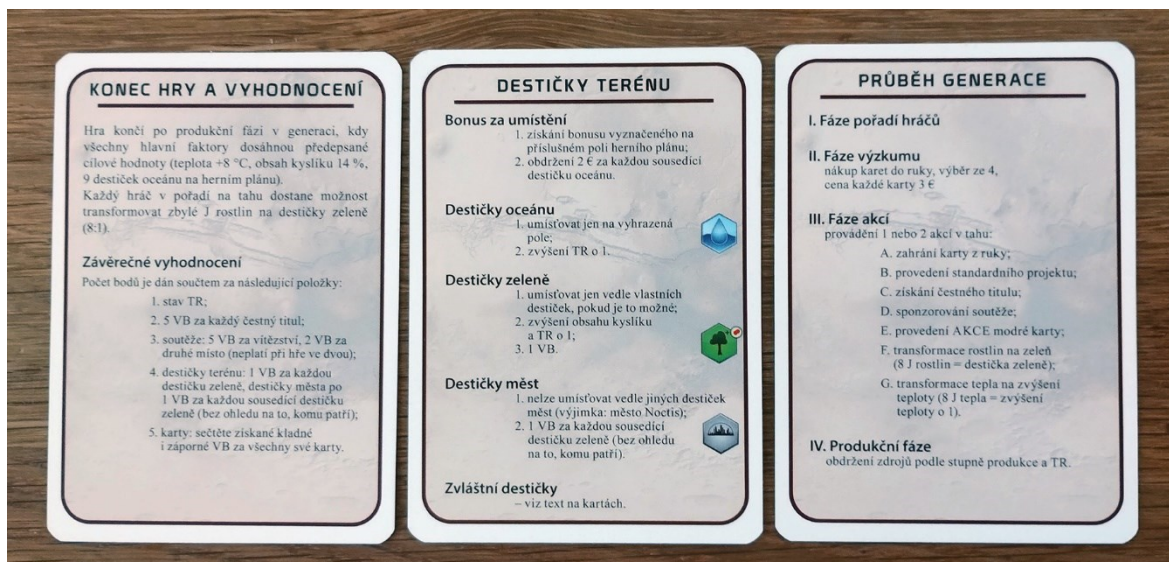 KONEC HRY A VYHODNOCENÍ
Hra končí po produkční fázi v generaci, kdy
všechny hlavní faktory dosáhnou předepsané
cílové hodnoty (teplota +8 °C, obsah kyslíku 14 %,
9 destiček oceánu na herním plánu).
Každý hráč v pořadí na tahu dostane možnost
transformovat zbylé J rostlin na destičky zeleně
(8:1).
Závěrečné vyhodnocení
Počet bodů je dán součtem za následující položky:
1. stav TR;
2. 5 VB za každý čestný titul;
3. soutěže: 5 VB za vítězství, 2 VB za
druhé místo (neplatí při hře ve dvou);
4. destičky terénu: 1 VB za každou
destičku zeleně, destičky města po
1 VB za každou sousedící destičku
zeleně (bez ohledu na to, komu patří);
5. karty: sečtěte získané kladné
i záporné VB za všechny své karty.
DESTIČKY TERÉNU
Bonus za umístění
1. získání bonusu vyznačeného na
příslušném poli herního plánu;
2. obdržení 2 € za každou sousedící
destičku oceánu.
Destičky oceánu
1. umísťovat jen na vyhrazená
pole;
2. zvýšení TR o 1.
Destičky zeleně
1. umísťovat jen vedle vlastních
destiček, pokud je to možné;
2. zvýšení obsahu kyslíku
a TR o 1;
3. 1 VB.
Destičky měst
1. nelze umísťovat vedle jiných destiček
měst (výjimka: město Noctis);
2. 1 VB za každou sousedící
destičku zeleně (bez ohledu
na to, komu patří).
Zvláštní destičky
– viz text na kartách.
PRŮBĚH GENERACE
I. Fáze pořadí hráčů
II. Fáze výzkumu
nákup karet do ruky, výběr ze 4,
cena každé karty 3 €
III. Fáze akcí
provádění 1 nebo 2 akcí v tahu:
A. zahrání karty z ruky;
B. provedení standardního projektu;
C. získání čestného titulu;
D. sponzorování soutěže;
E. provedení AKCE modré karty;
F. transformace rostlin na zeleň
(8 J rostlin = destička zeleně);
G. transformace tepla na zvýšení
teploty (8 J tepla = zvýšení
teploty o 1).
IV. Produkční fáze
obdržení zdrojů podle stupně produkce a TR.